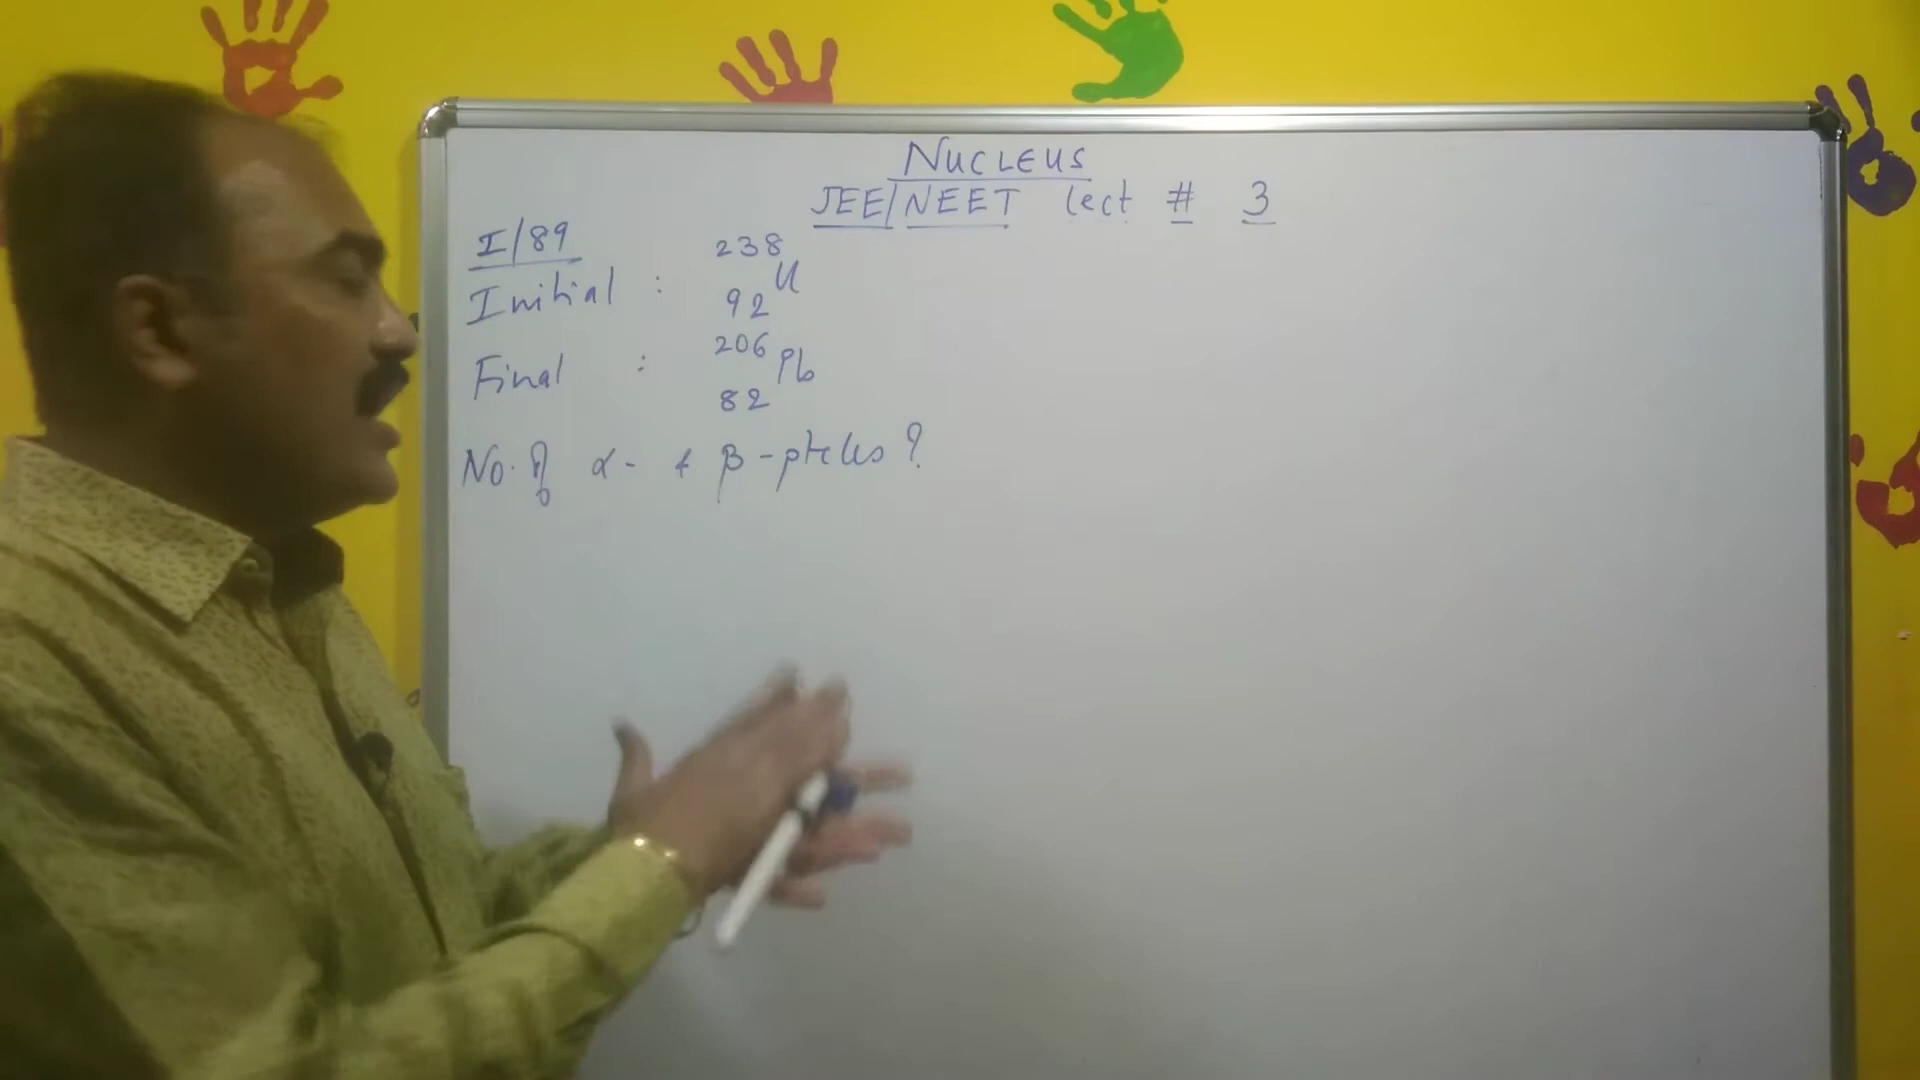 NUCLEUS
JEE/NEET lect # 3
I/89
Initial : 238 92 U
Final : 206 82 Pb
No. of α- & β-ptcles ?